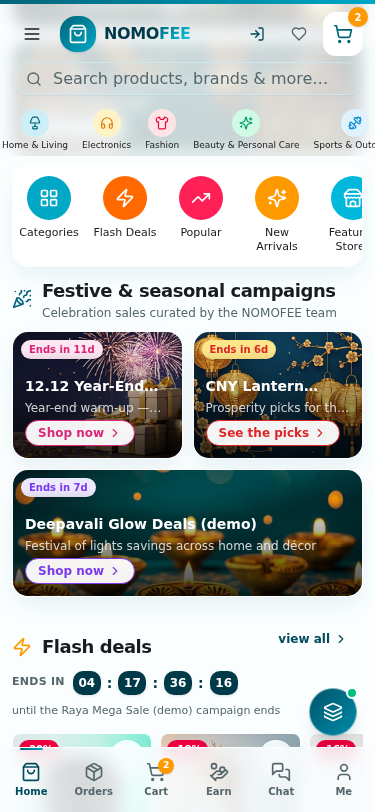 2
NOMOFEE
Search products, brands & more...
Home & Living
Electronics
Fashion
Beauty & Personal Care
Sports & Outd
Categories
Flash Deals
Popular
New
Arrivals
Featur
Store
Festive & seasonal campaigns
Celebration sales curated by the NOMOFEE team
Ends in 11d
12.12 Year-End…
Year-end warm-up —…
Shop now
Ends in 6d
CNY Lantern…
Prosperity picks for th…
See the picks
Ends in 7d
Deepavali Glow Deals (demo)
Festival of lights savings across home and décor
Shop now
Flash deals
view all
ENDS IN 04 : 17 : 36 : 16
until the Raya Mega Sale (demo) campaign ends
2
Home
Orders
Cart
Earn
Chat
Me